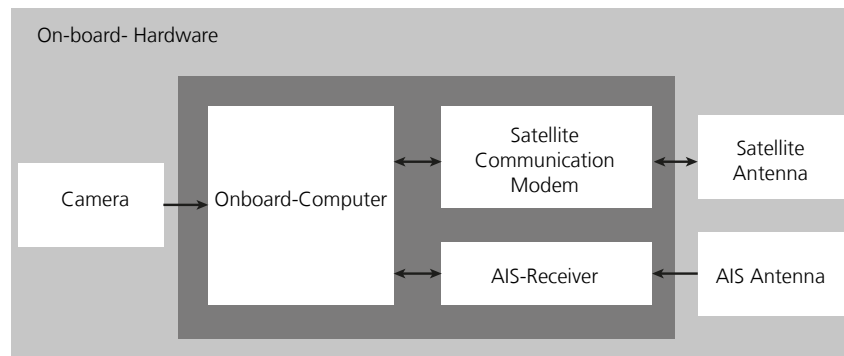 On-board- Hardware
Camera
Onboard-Computer
Satellite
Communication
Modem
AIS-Receiver
Satellite
Antenna
AIS Antenna